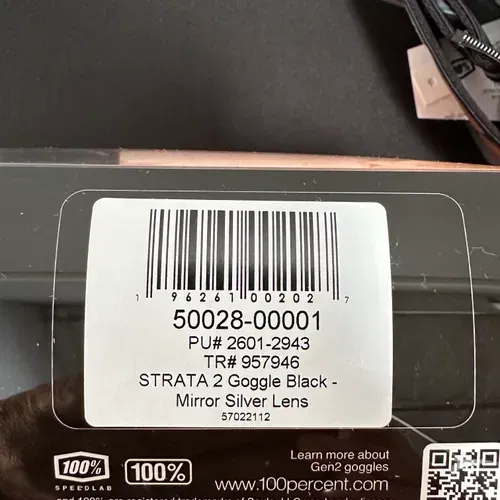 1 96261 00202 7
50028-00001
PU# 2601-2943
TR# 957946
STRATA 2 Goggle Black -
Mirror Silver Lens
57022112
100%
SPEEDLAB
100%
Learn more about
Gen2 goggles
www.100percent.com